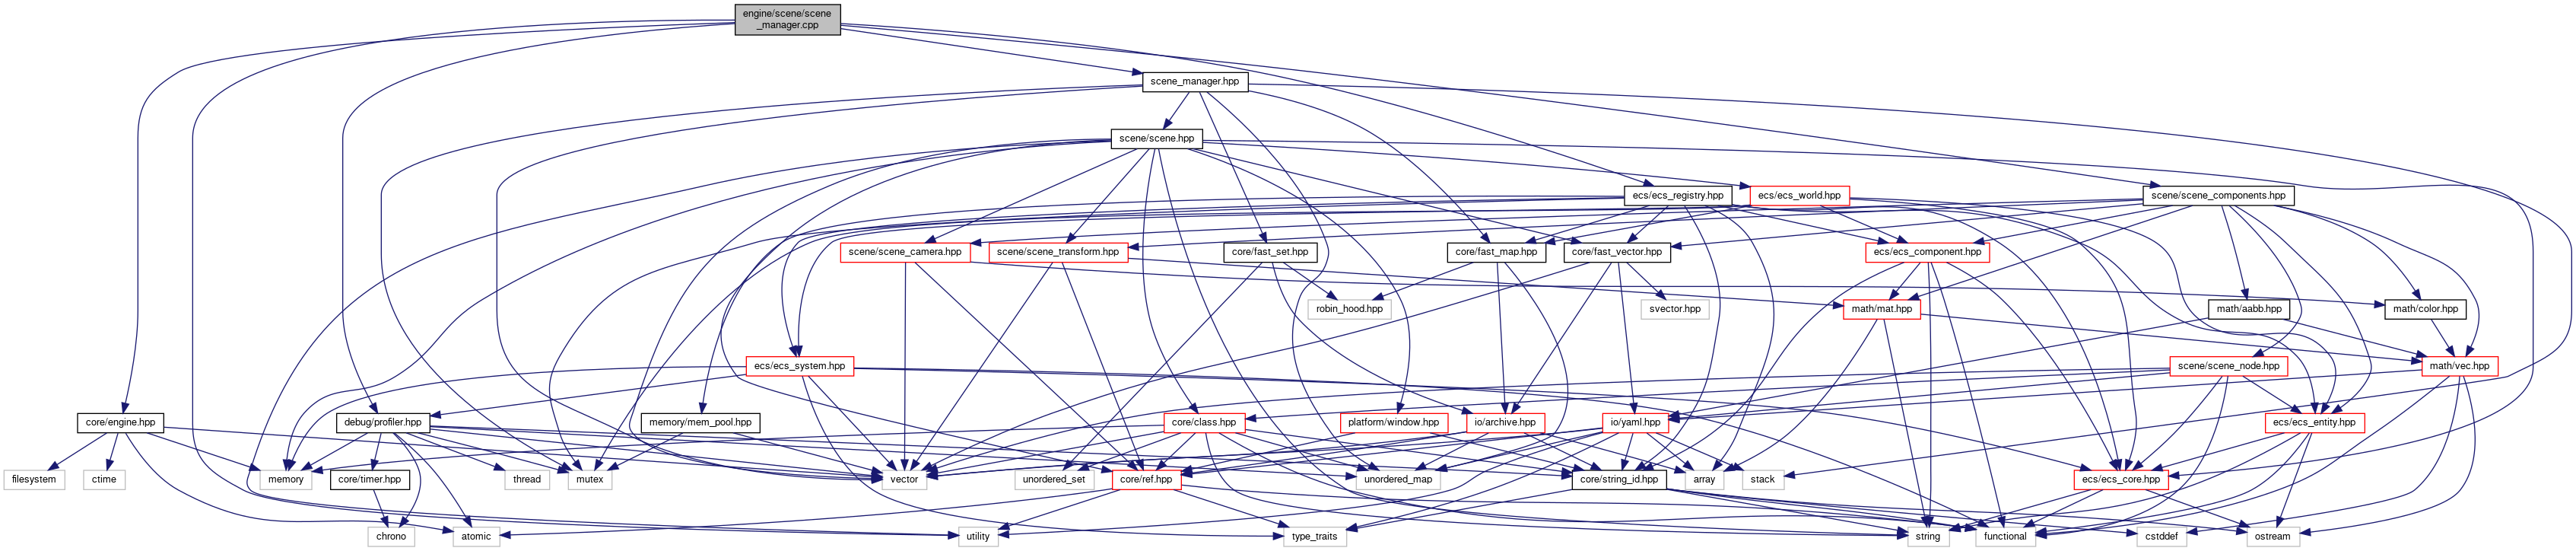 engine/scene/scene
_manager.cpp
scene_manager.hpp
scene/scene.hpp
ecs/ecs_registry.hpp
ecs/ecs_world.hpp
scene/scene_components.hpp
scene/scene_camera.hpp
scene/scene_transform.hpp
core/fast_set.hpp
core/fast_map.hpp
core/fast_vector.hpp
ecs/ecs_component.hpp
robin_hood.hpp
svector.hpp
math/mat.hpp
math/aabb.hpp
math/color.hpp
ecs/ecs_system.hpp
scene/scene_node.hpp
math/vec.hpp
core/engine.hpp
debug/profiler.hpp
memory/mem_pool.hpp
core/class.hpp
platform/window.hpp
io/archive.hpp
io/yaml.hpp
ecs/ecs_entity.hpp
filesystem
ctime
memory
core/timer.hpp
thread
mutex
vector
unordered_set
core/ref.hpp
unordered_map
core/string_id.hpp
array
stack
ecs/ecs_core.hpp
chrono
atomic
utility
type_traits
string
functional
cstddef
ostream